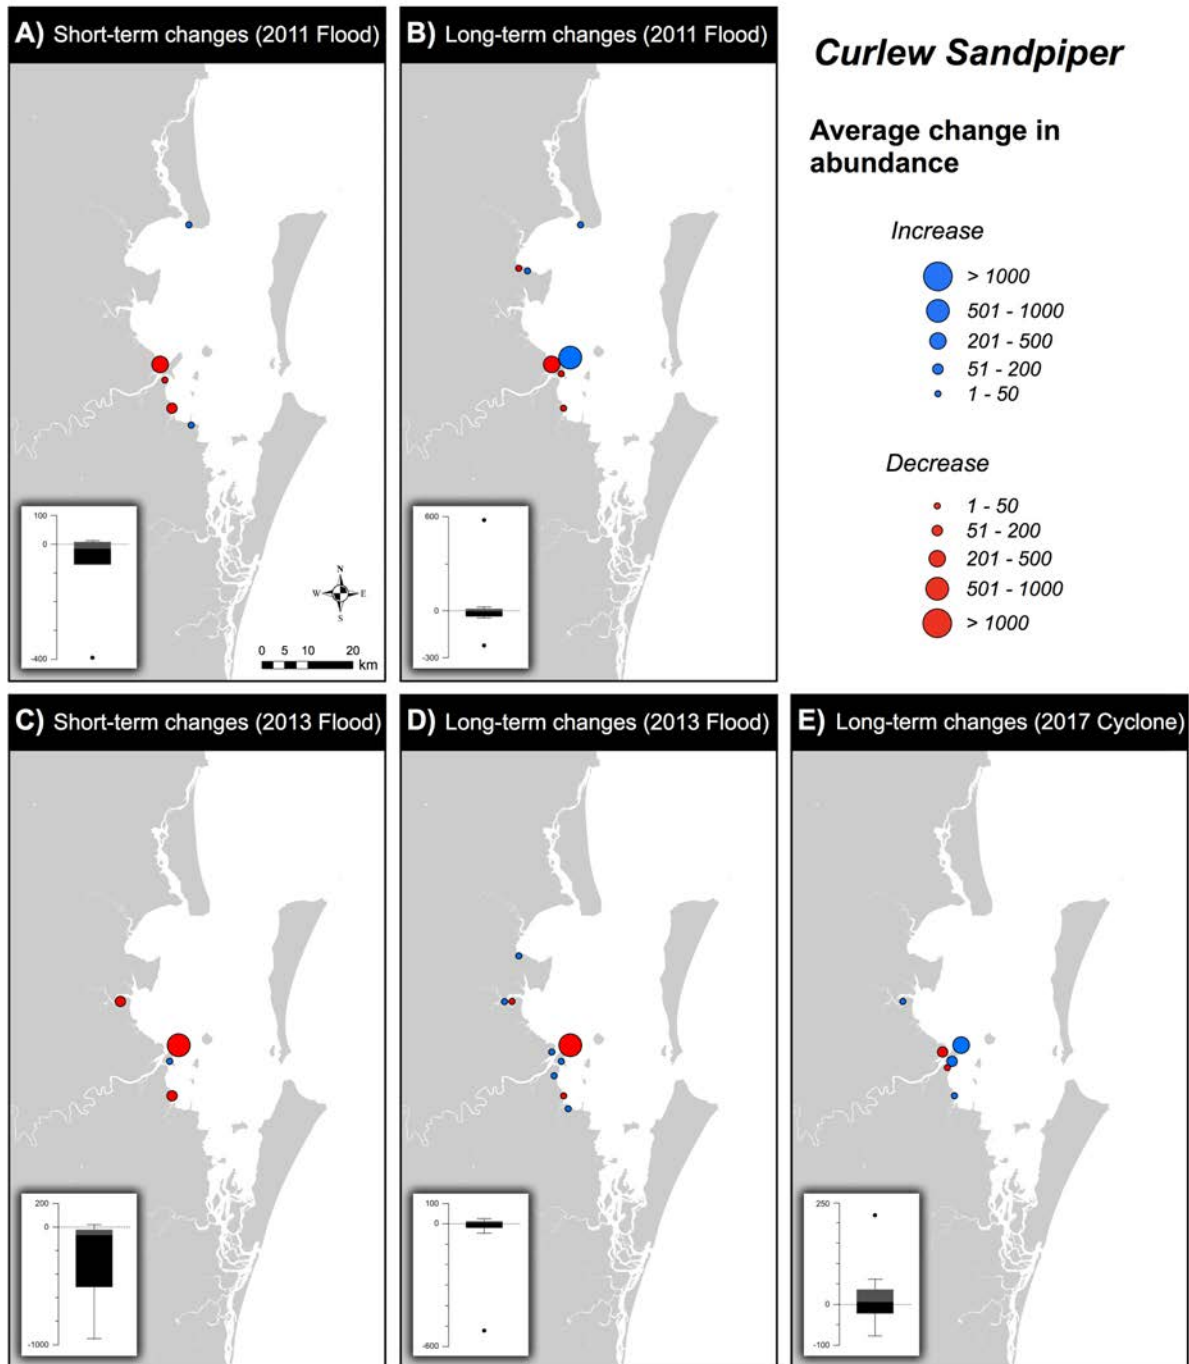 A) Short-term changes (2011 Flood)
B) Long-term changes (2011 Flood)
Curlew Sandpiper
Average change in
abundance
Increase
> 1000
501 - 1000
201 - 500
51 - 200
1 - 50
Decrease
1 - 50
51 - 200
201 - 500
501 - 1000
> 1000
100
0
-400
N
W E
S
0 5 10 20
km
600
0
-300
C) Short-term changes (2013 Flood)
D) Long-term changes (2013 Flood)
E) Long-term changes (2017 Cyclone)
200
0
-1000
100
0
-600
250
0
-100